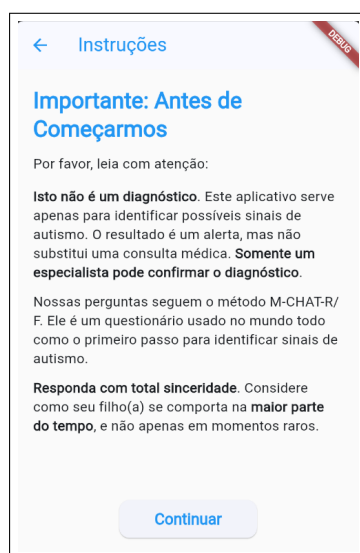 Instruções
DEBUG
Importante: Antes de
Começarmos
Por favor, leia com atenção:
Isto não é um diagnóstico. Este aplicativo serve
apenas para identificar possíveis sinais de
autismo. O resultado é um alerta, mas não
substitui uma consulta médica. Somente um
especialista pode confirmar o diagnóstico.
Nossas perguntas seguem o método M-CHAT-R/
F. Ele é um questionário usado no mundo todo
como o primeiro passo para identificar sinais de
autismo.
Responda com total sinceridade. Considere
como seu filho(a) se comporta na maior parte
do tempo, e não apenas em momentos raros.
Continuar